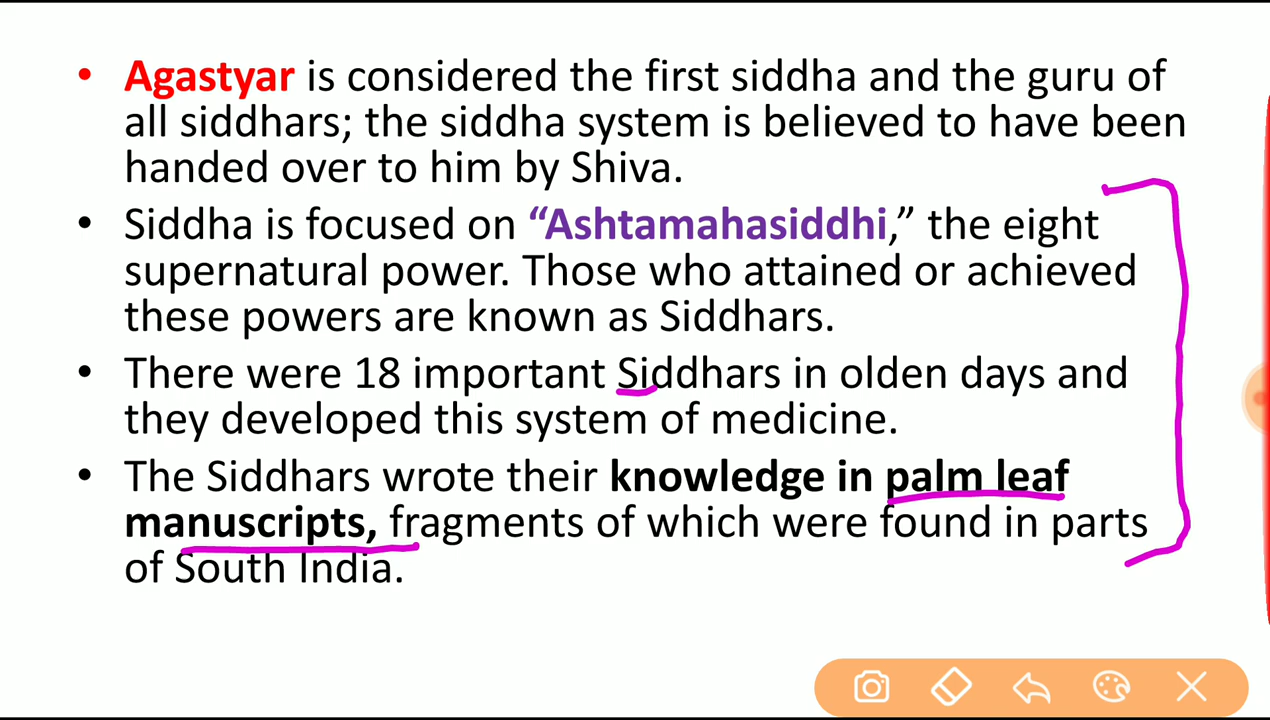 • Agastyar is considered the first siddha and the guru of
all siddhars; the siddha system is believed to have been
handed over to him by Shiva.
• Siddha is focused on “Ashtamahasiddhi,” the eight
supernatural power. Those who attained or achieved
these powers are known as Siddhars.
• There were 18 important Siddhars in olden days and
they developed this system of medicine.
• The Siddhars wrote their knowledge in palm leaf
manuscripts, fragments of which were found in parts
of South India.